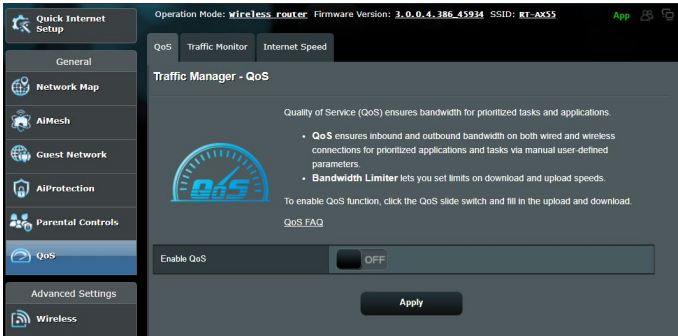 Quick Internet
Setup
Operation Mode: Wireless router Firmware Version: 3.0.0.4.386_45934 SSID: RT-AX55
App
QoS Traffic Monitor Internet Speed
General
Traffic Manager - QoS
Network Map
Quality of Service (QoS) ensures bandwidth for prioritized tasks and applications.
AiMesh
• QoS ensures inbound and outbound bandwidth on both wired and wireless
connections for prioritized applications and tasks via manual user-defined
parameters.
Guest Network
• Bandwidth Limiter lets you set limits on download and upload speeds.
QoS
AiProtection
To enable QoS function, click the QoS slide switch and fill in the upload and download.
Parental Controls
QoS FAQ
QoS
Enable QoS OFF
Advanced Settings
Apply
Wireless